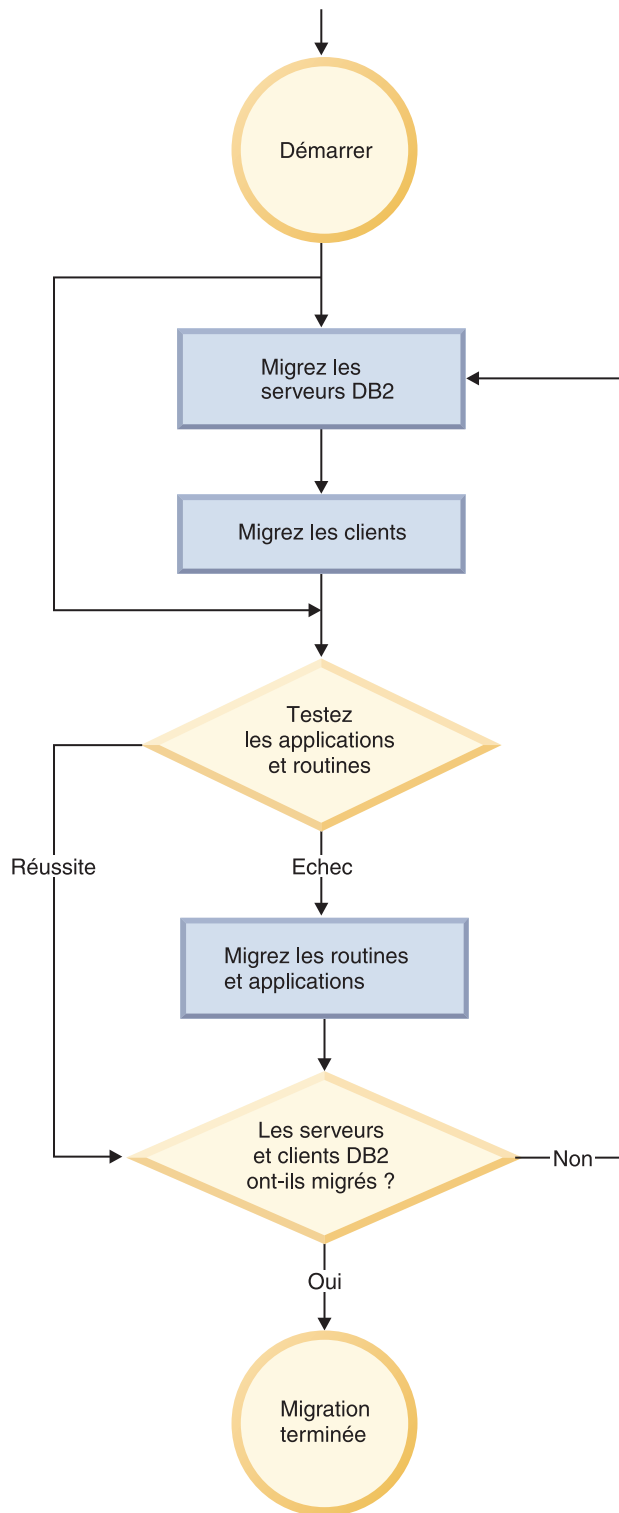 Démarrer
Migrez les
serveurs DB2
Migrez les clients
Testez
les applications
et routines
Réussite
Echec
Migrez les routines
et applications
Les serveurs
et clients DB2
ont-ils migrés ?
Non
Oui
Migration
terminée